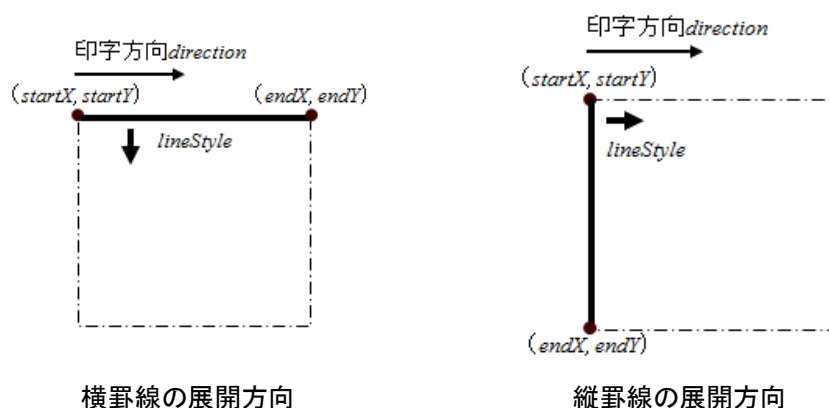 印字方向direction
（startX, startY）
（endX, endY）
lineStyle
横罫線の展開方向
印字方向direction
（startX, startY）
lineStyle
（endX, endY）
縦罫線の展開方向